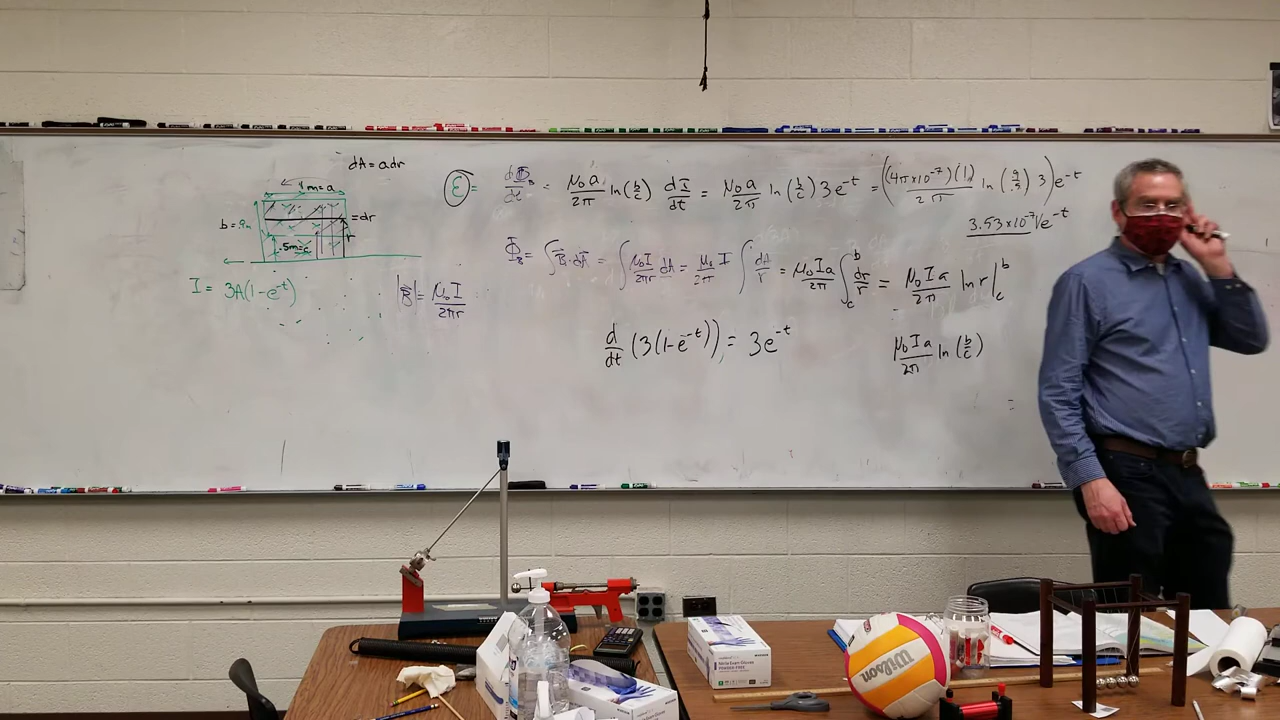 dA = adr
1m = a
b = .9m
= dr
r
.5m = c
I = 3A(1-e^-t)
|B⃗| = μ₀I/2πr
ℰ = dΦ_B/dt = μ₀a/2π ln(b/c) dI/dt = μ₀a/2π ln(b/c) 3e^-t = ((4π×10^-7)(1)/2π ln(.9/.5) 3)e^-t
3.53×10^-7 V e^-t
Φ_B = ∫B⃗·dA⃗ = ∫ μ₀I/2πr dA = μ₀/2π I ∫ dA/r = μ₀Ia/2π ∫_c^b dr/r = μ₀Ia/2π ln r|_c^b
d/dt (3(1-e^-t)) = 3e^-t
μ₀Ia/2π ln(b/c)
=
Wilson